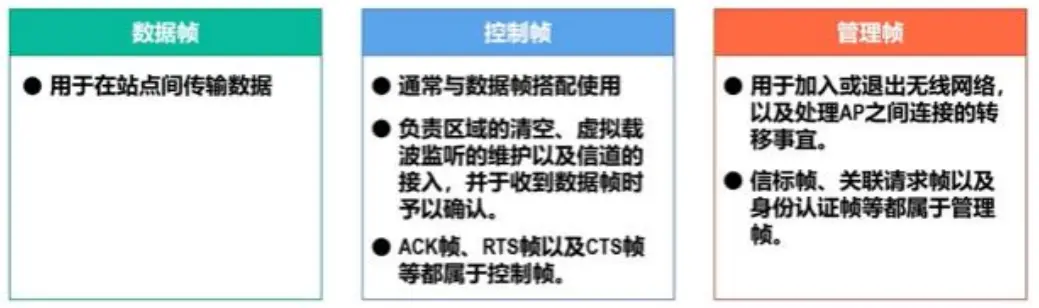 数据帧
● 用于在站点间传输数据
控制帧
● 通常与数据帧搭配使用
● 负责区域的清空、虚拟载
波监听的维护以及信道的
接入，并于收到数据帧时
予以确认。
● ACK帧、RTS帧以及CTS帧
等都属于控制帧。
管理帧
● 用于加入或退出无线网络，
以及处理AP之间连接的转
移事宜。
● 信标帧、关联请求帧以及
身份认证帧等都属于管理
帧。